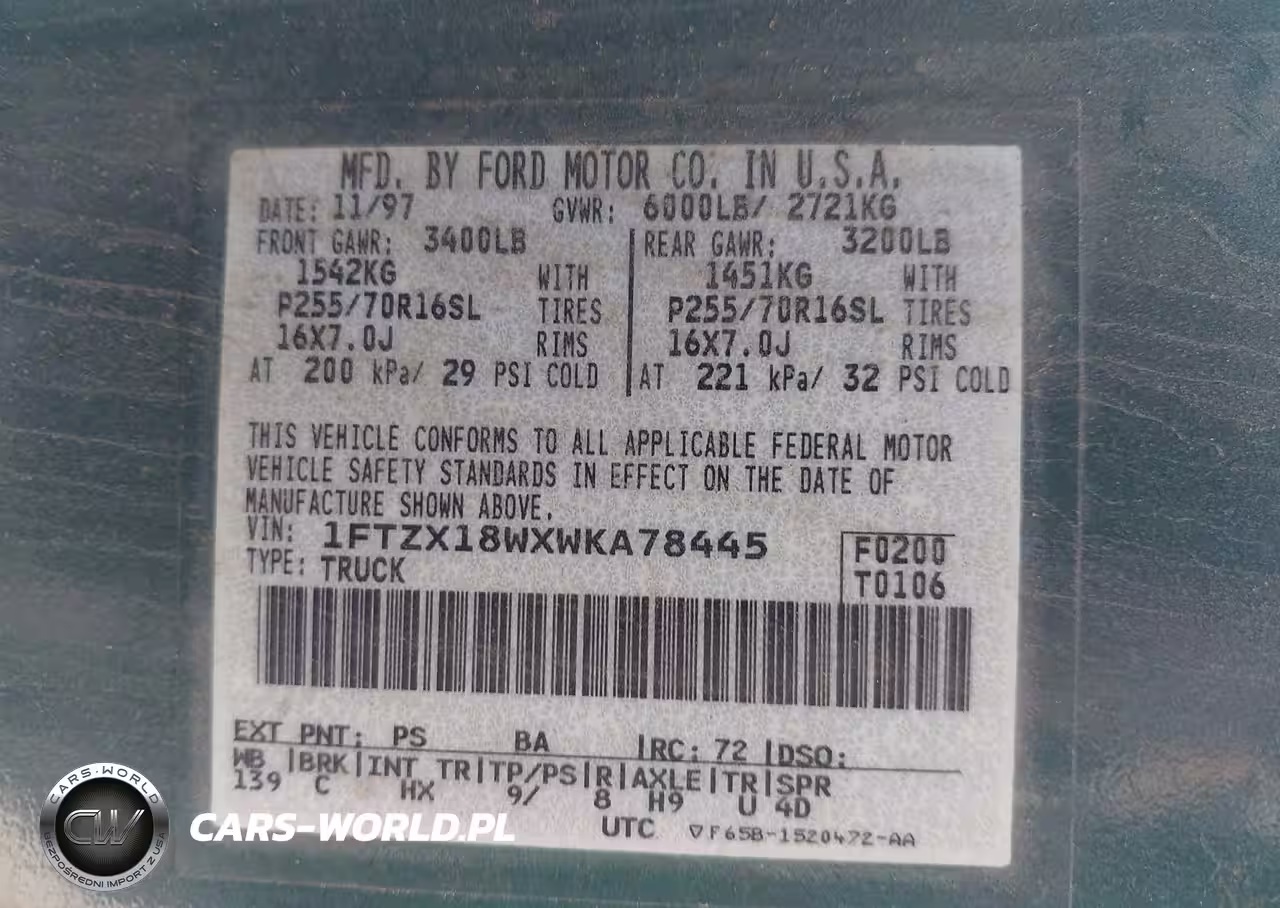 MFD. BY FORD MOTOR CO. IN U.S.A.
DATE: 11/97 GVWR: 6000LB/ 2721KG
FRONT GAWR: 3400LB REAR GAWR: 3200LB
1542KG WITH 1451KG WITH
P255/70R16SL TIRES P255/70R16SL TIRES
16X7.0J RIMS 16X7.0J RIMS
AT 200 kPa/ 29 PSI COLD AT 221 kPa/ 32 PSI COLD
THIS VEHICLE CONFORMS TO ALL APPLICABLE FEDERAL MOTOR
VEHICLE SAFETY STANDARDS IN EFFECT ON THE DATE OF
MANUFACTURE SHOWN ABOVE.
VIN: 1FTZX18WXWKA78445 F0200
TYPE: TRUCK T0106
EXT PNT: PS BA |RC: 72 |DSO:
WB |BRK|INT TR|TP/PS|R|AXLE|TR|SPR
139 C HX 9/ 8 H9 U 4D
UTC ▽F65B-1520472-AA
CARS-WORLD
CW
BEZPOŚREDNI IMPORT Z USA
CARS-WORLD.PL